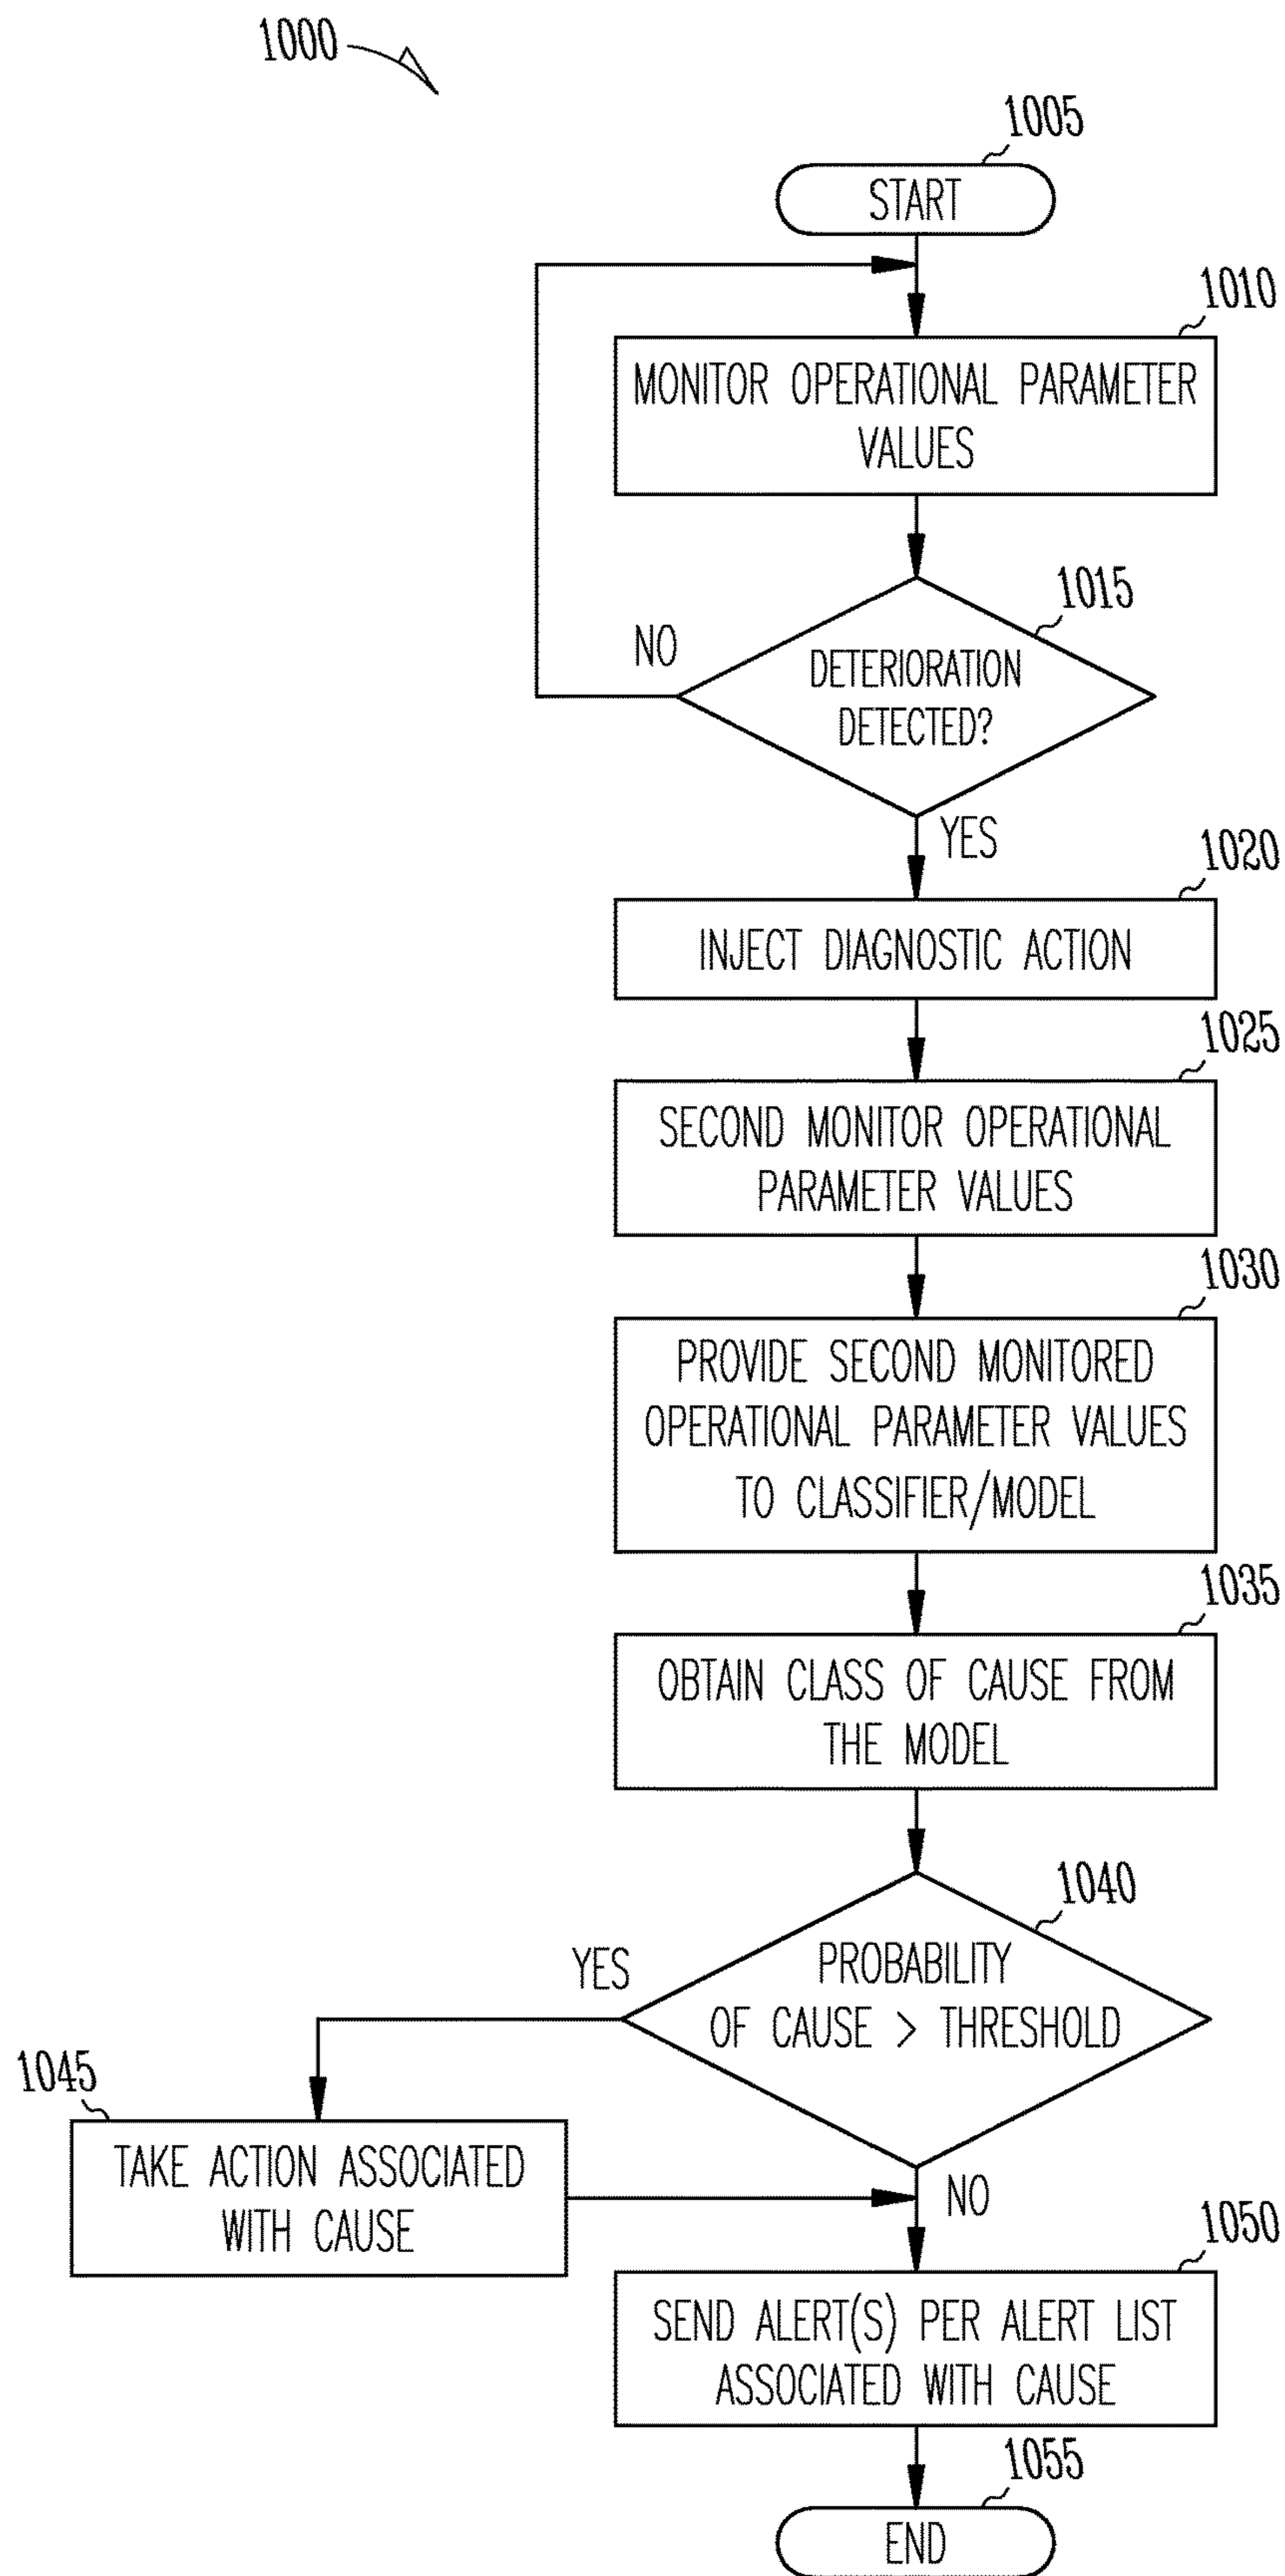 1000
1005
START
1010
MONITOR OPERATIONAL PARAMETER
VALUES
1015
NO
DETERIORATION
DETECTED?
YES
1020
INJECT DIAGNOSTIC ACTION
1025
SECOND MONITOR OPERATIONAL
PARAMETER VALUES
1030
PROVIDE SECOND MONITORED
OPERATIONAL PARAMETER VALUES
TO CLASSIFIER/MODEL
1035
OBTAIN CLASS OF CAUSE FROM
THE MODEL
1040
YES
PROBABILITY
OF CAUSE > THRESHOLD
1045
TAKE ACTION ASSOCIATED
WITH CAUSE
NO
1050
SEND ALERT(S) PER ALERT LIST
ASSOCIATED WITH CAUSE
1055
END